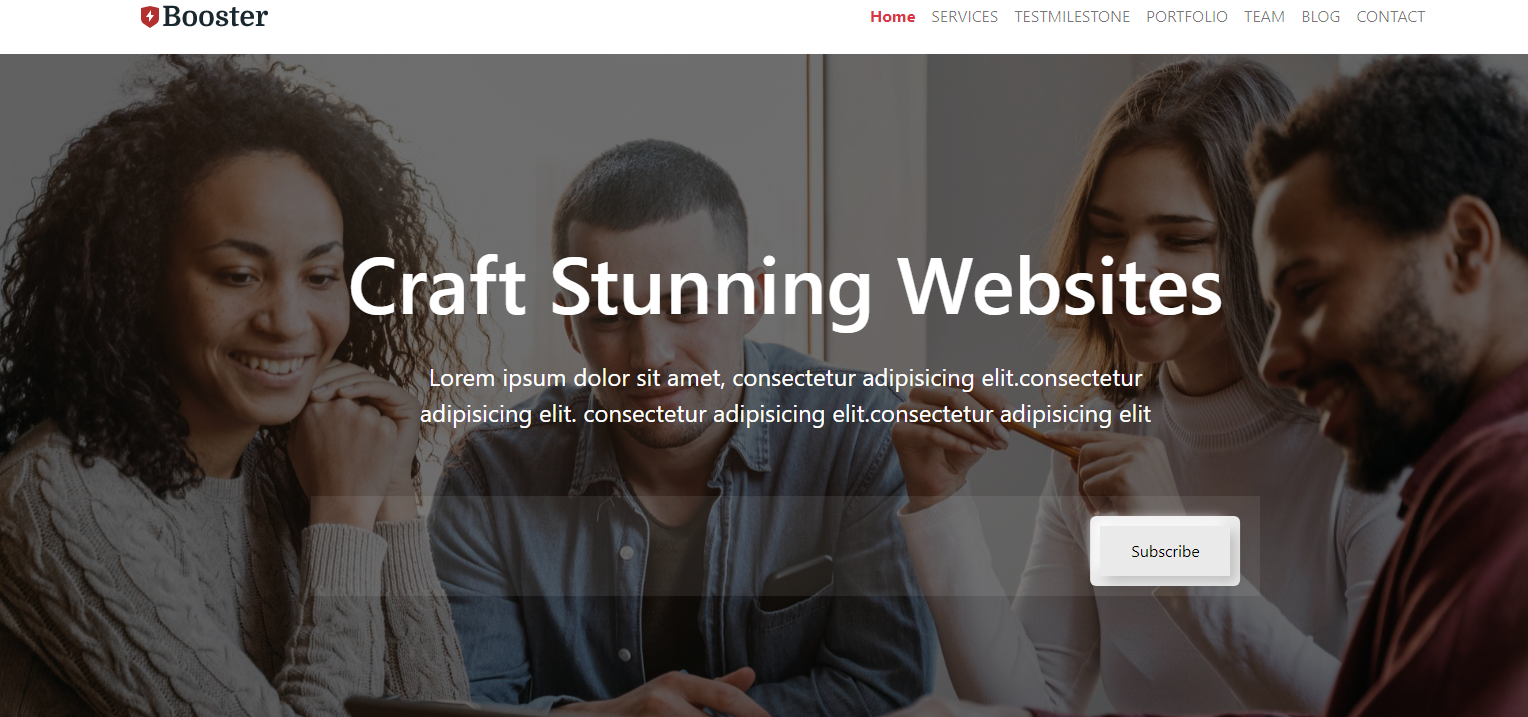 Booster
Home SERVICES TESTMILESTONE PORTFOLIO TEAM BLOG CONTACT
Craft Stunning Websites
Lorem ipsum dolor sit amet, consectetur adipisicing elit.consectetur
adipisicing elit. consectetur adipisicing elit.consectetur adipisicing elit
Subscribe